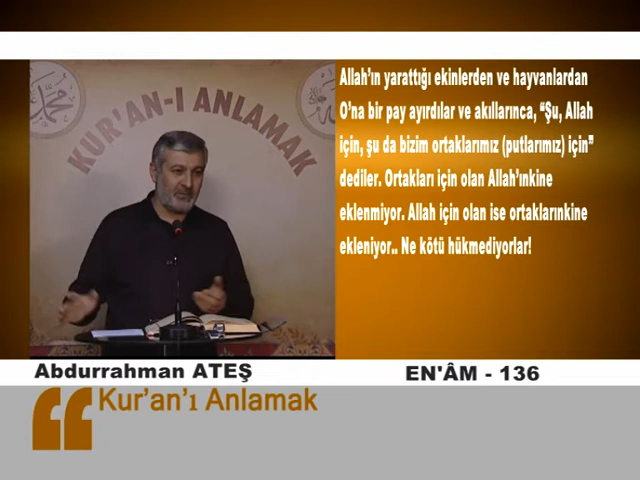 KUR'AN-I ANLAMAK
Allah’ın yarattığı ekinlerden ve hayvanlardan
O’na bir pay ayırdılar ve akıllarınca, “Şu, Allah
için, şu da bizim ortaklarımız (putlarımız) için”
dediler. Ortakları için olan Allah’ınkine
eklenmiyor. Allah için olan ise ortaklarınkine
ekleniyor.. Ne kötü hükmediyorlar!
Abdurrahman ATEŞ
EN'ÂM - 136
Kur’an’ı Anlamak